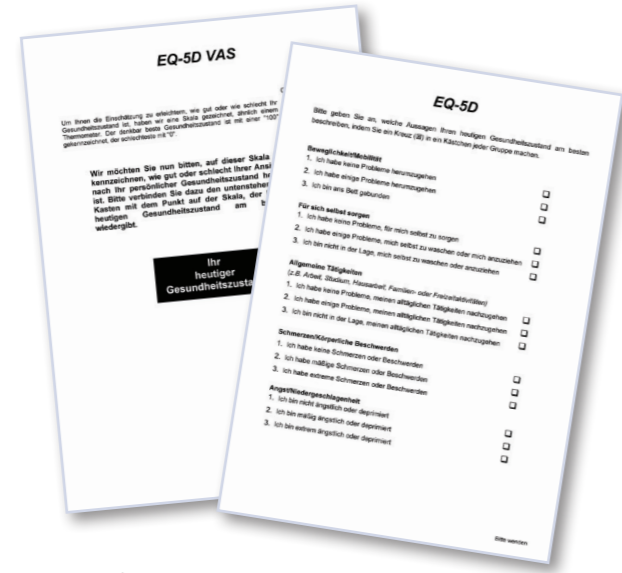 EQ-5D VAS
Um Ihnen die Einschätzung zu erleichtern, wie gut oder wie schlecht Ihr
Gesundheitszustand ist, haben wir eine Skala gezeichnet, ähnlich einem
Thermometer. Der denkbar beste Gesundheitszustand ist mit einer "100"
gekennzeichnet, der schlechteste mit "0".
Wir möchten Sie nun bitten, auf dieser Skala
kennzeichnen, wie gut oder schlecht Ihrer Ansi
nach Ihr persönlicher Gesundheitszustand he
ist. Bitte verbinden Sie dazu den untenstehen
Kasten mit dem Punkt auf der Skala, der
heutigen Gesundheitszustand am b
wiedergibt.
Ihr
heutiger
Gesundheitszusta
EQ-5D
Bitte geben Sie an, welche Aussagen Ihren heutigen Gesundheitszustand am besten
beschreiben, indem Sie ein Kreuz (☒) in ein Kästchen jeder Gruppe machen.
Beweglichkeit/Mobilität
1. Ich habe keine Probleme herumzugehen
2. Ich habe einige Probleme herumzugehen
3. Ich bin ans Bett gebunden
Für sich selbst sorgen
1. Ich habe keine Probleme, für mich selbst zu sorgen
2. Ich habe einige Probleme, mich selbst zu waschen oder mich anzuziehen
3. Ich bin nicht in der Lage, mich selbst zu waschen oder anzuziehen
Allgemeine Tätigkeiten
(z.B. Arbeit, Studium, Hausarbeit, Familien- oder Freizeitaktivitäten)
1. Ich habe keine Probleme, meinen alltäglichen Tätigkeiten nachzugehen
2. Ich habe einige Probleme, meinen alltäglichen Tätigkeiten nachzugehen
3. Ich bin nicht in der Lage, meinen alltäglichen Tätigkeiten nachzugehen
Schmerzen/Körperliche Beschwerden
1. Ich habe keine Schmerzen oder Beschwerden
2. Ich habe mäßige Schmerzen oder Beschwerden
3. Ich habe extreme Schmerzen oder Beschwerden
Angst/Niedergeschlagenheit
1. Ich bin nicht ängstlich oder deprimiert
2. Ich bin mäßig ängstlich oder deprimiert
3. Ich bin extrem ängstlich oder deprimiert
Bitte wenden